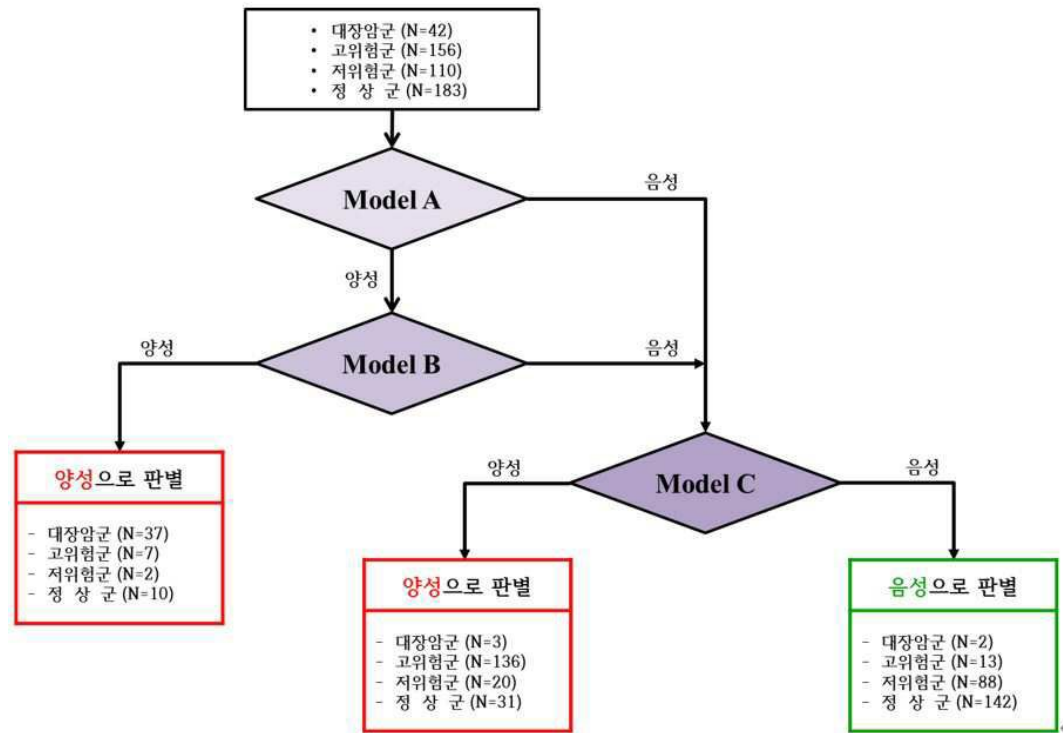 • 대장암군 (N=42)
• 고위험군 (N=156)
• 저위험군 (N=110)
• 정 상 군 (N=183)
Model A
음성
양성
Model B
양성
음성
양성으로 판별
- 대장암군 (N=37)
- 고위험군 (N=7)
- 저위험군 (N=2)
- 정 상 군 (N=10)
Model C
양성
음성
양성으로 판별
- 대장암군 (N=3)
- 고위험군 (N=136)
- 저위험군 (N=20)
- 정 상 군 (N=31)
음성으로 판별
- 대장암군 (N=2)
- 고위험군 (N=13)
- 저위험군 (N=88)
- 정 상 군 (N=142)